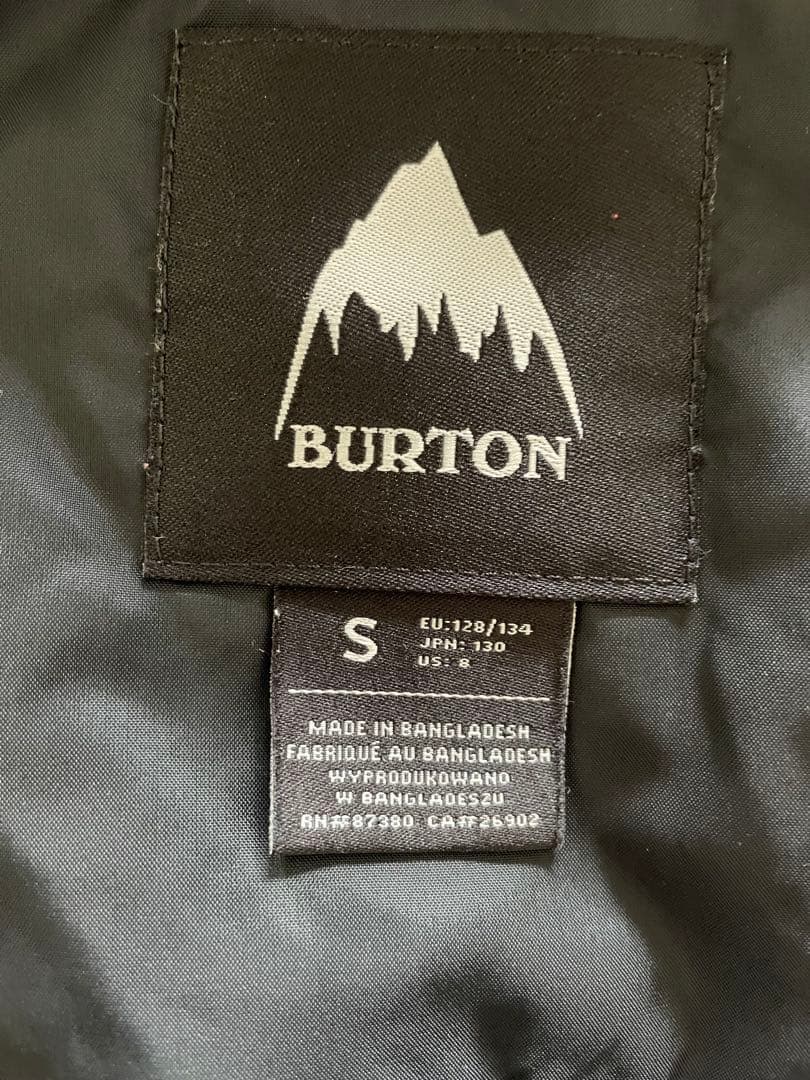 BURTON
S
EU:128/134
JPN: 130
US: 8
MADE IN BANGLADESH
FABRIQUÉ AU BANGLADESH
WYPRODUKOWANO
W BANGLADESZU
RN#87380 CA#26902